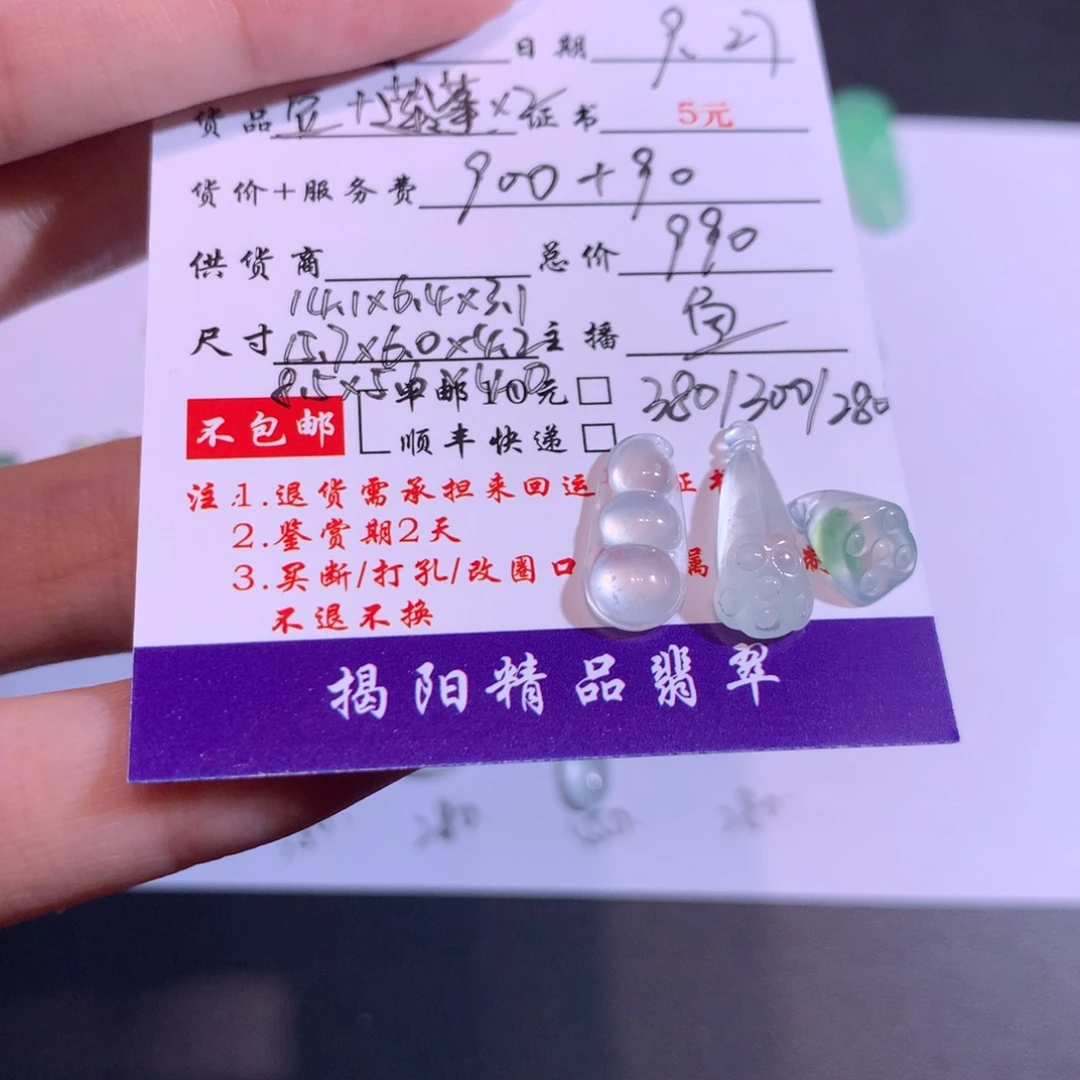 日期 9.27
货品 豆+莲蓬×2 证书 5元
货价+服务费 900+90
供货商 总价 990
14.1×6.4×3.1
尺寸 15.7×6.0×4.2 主播
8.5×5.6×4.0 单邮10元
380/300/280
不包邮 顺丰快递
注:1.退货需承担来回运 证书
2.鉴赏期2天
3.买断/打孔/改圈口 属
不退不换
揭阳精品翡翠